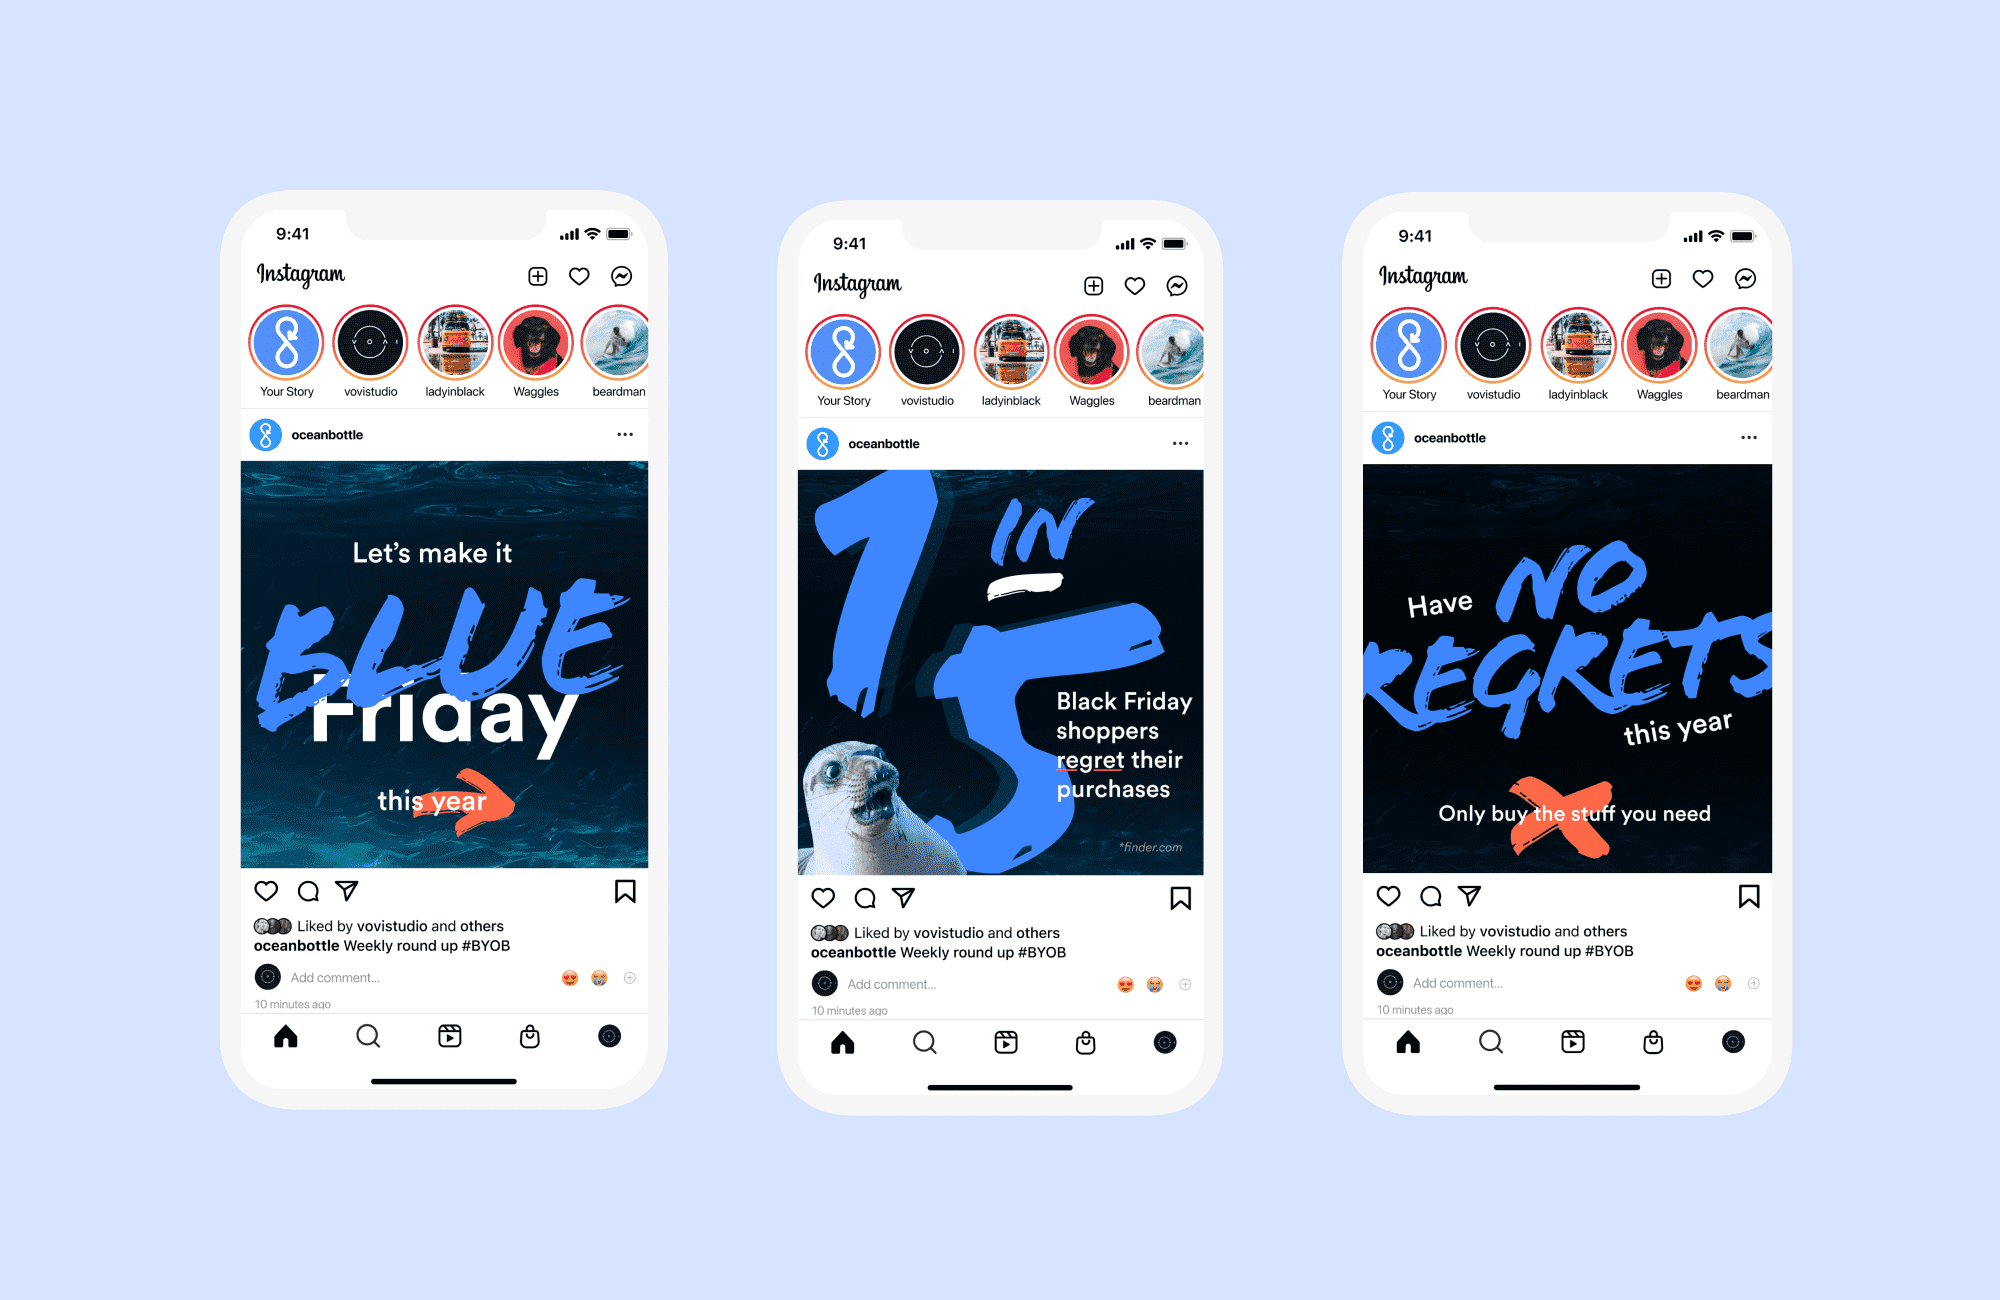 9:41
Instagram
VOVI
Your Story
vovistudio
ladyinblack
Waggles
beardman
oceanbottle
Let's make it
BLUE
Friday
this year
Liked by vovistudio and others
oceanbottle Weekly round up #BYOB
Add comment...
10 minutes ago
9:41
Instagram
VOVI
Your Story
vovistudio
ladyinblack
Waggles
beardman
oceanbottle
1 IN 5
Black Friday
shoppers
regret their
purchases
*finder.com
Liked by vovistudio and others
oceanbottle Weekly round up #BYOB
Add comment...
10 minutes ago
9:41
Instagram
VOVI
Your Story
vovistudio
ladyinblack
Waggles
beardman
oceanbottle
Have NO
REGRETS
this year
Only buy the stuff you need
Liked by vovistudio and others
oceanbottle Weekly round up #BYOB
Add comment...
10 minutes ago